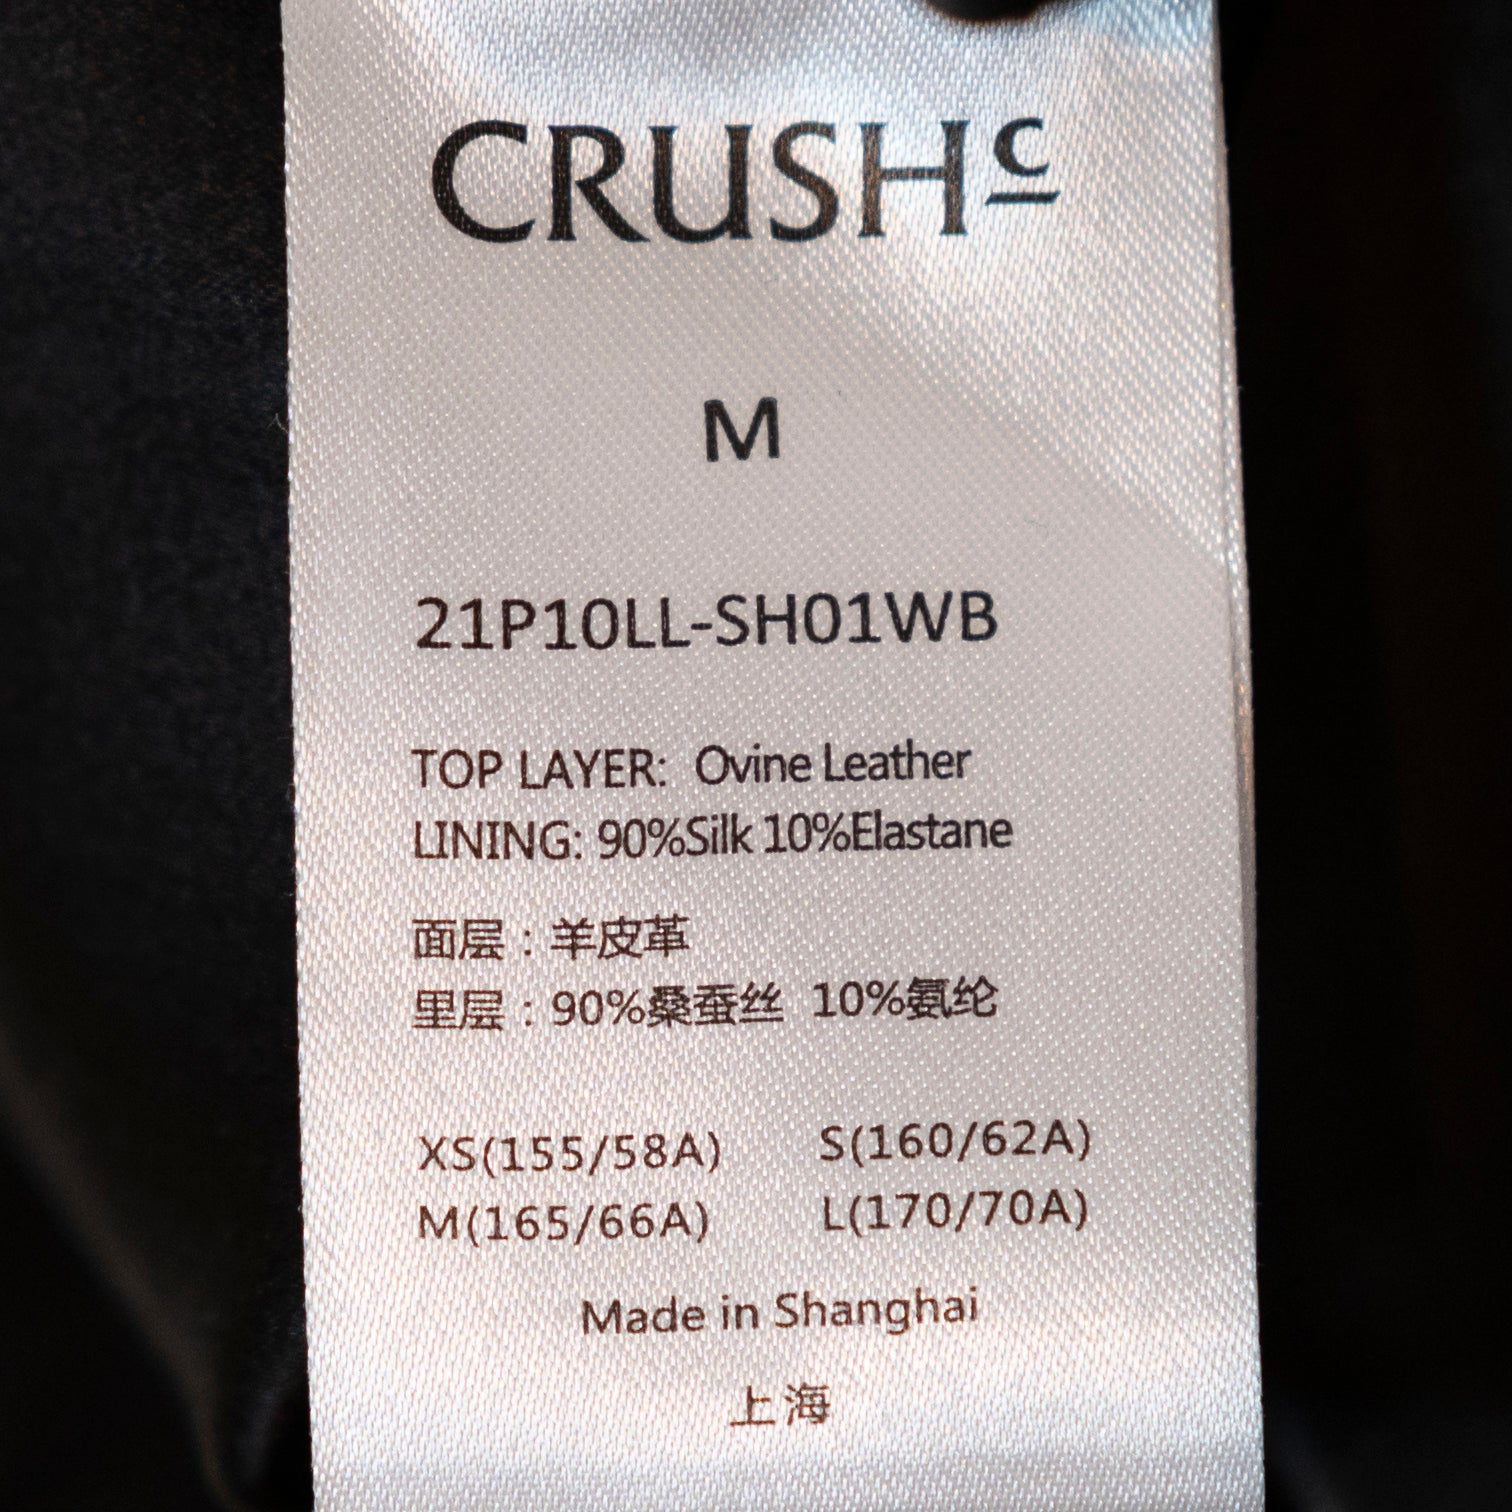 CRUSHc
M
21P10LL-SH01WB
TOP LAYER: Ovine Leather
LINING: 90%Silk 10%Elastane
面层：羊皮革
里层：90%桑蚕丝 10%氨纶
XS(155/58A) S(160/62A)
M(165/66A) L(170/70A)
Made in Shanghai
上海